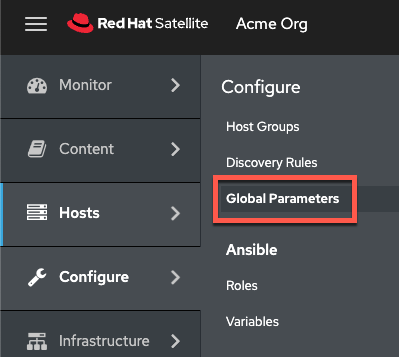 Red Hat Satellite
Acme Org
Monitor
Content
Hosts
Configure
Infrastructure
Configure
Host Groups
Discovery Rules
Global Parameters
Ansible
Roles
Variables